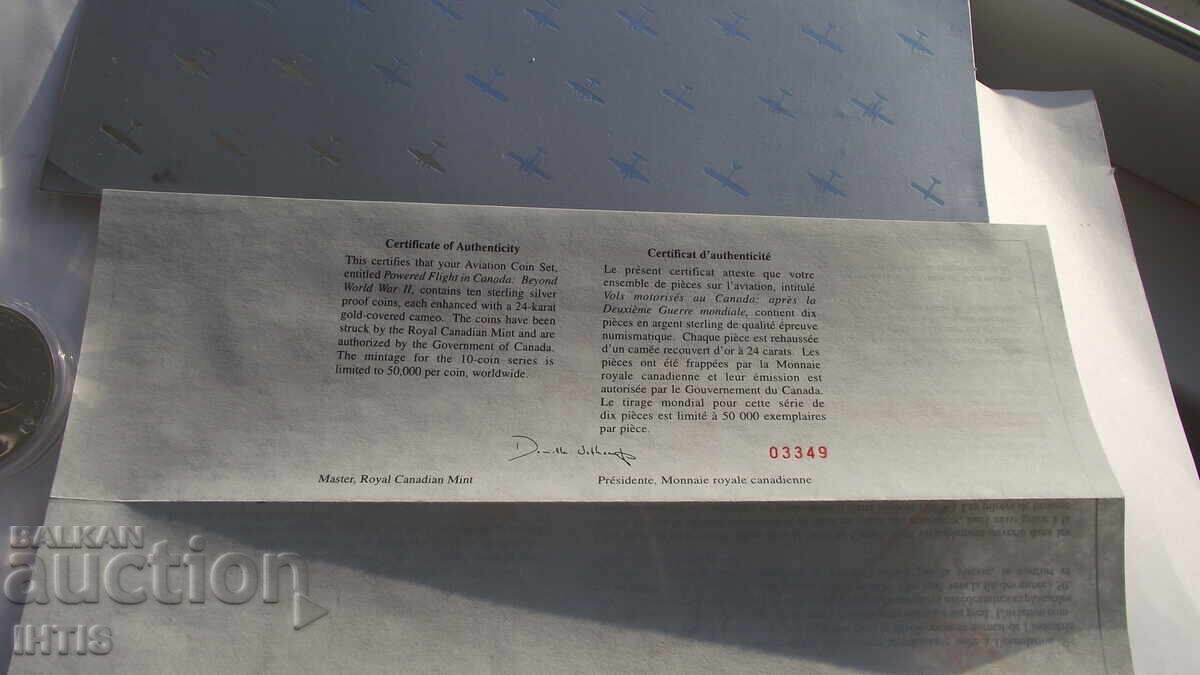 Certificate of Authenticity
This certifies that your Aviation Coin Set,
entitled Powered Flight in Canada: Beyond
World War II, contains ten sterling silver
proof coins, each enhanced with a 24-karat
gold-covered cameo. The coins have been
struck by the Royal Canadian Mint and are
authorized by the Government of Canada.
The mintage for the 10-coin series is
limited to 50,000 per coin, worldwide.
Certificat d'authenticité
Le présent certificat atteste que votre
ensemble de pièces sur l'aviation, intitulé
Vols motorisés au Canada: après la
Deuxième Guerre mondiale, contient dix
pièces en argent sterling de qualité épreuve
numismatique. Chaque pièce est rehaussée
d'un camée recouvert d'or à 24 carats. Les
pièces ont été frappées par la Monnaie
royale canadienne et leur émission est
autorisée par le Gouvernement du Canada.
Le tirage mondial pour cette série de
dix pièces est limité à 50 000 exemplaires
par pièce.
03349
Master, Royal Canadian Mint
Présidente, Monnaie royale canadienne
BALKAN
auction
IHTIS